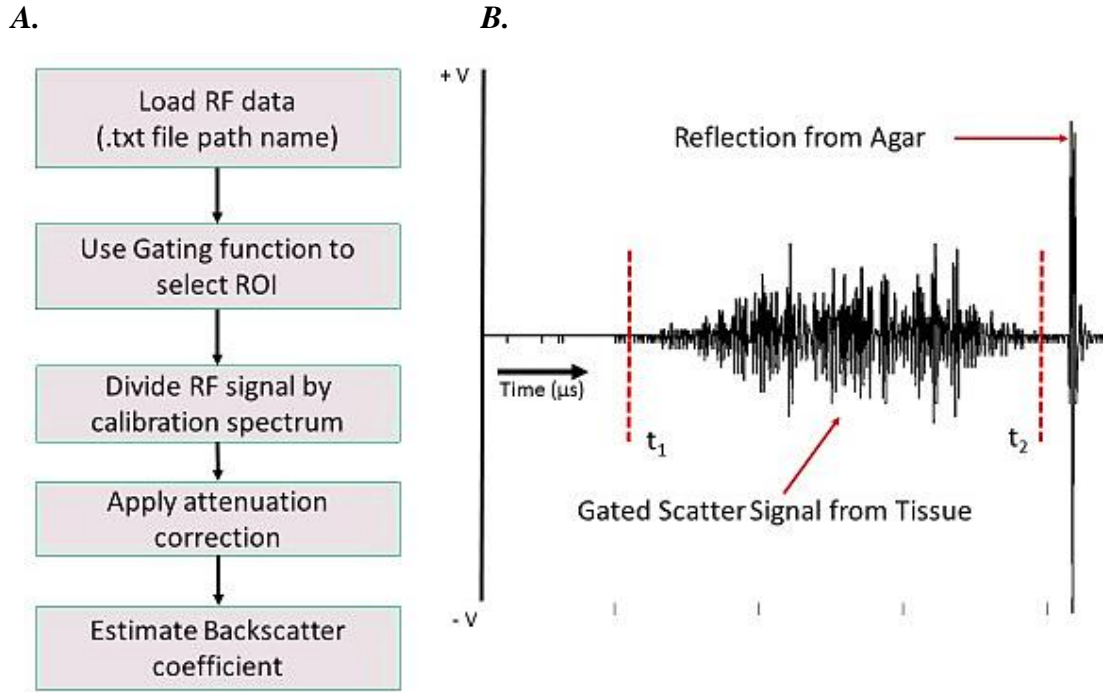 A.
B.
Load RF data
(.txt file path name)
Use Gating function to
select ROI
Divide RF signal by
calibration spectrum
Apply attenuation
correction
Estimate Backscatter
coefficient
+ V
Reflection from Agar
Time (µs)
t₁
t₂
Gated Scatter Signal from Tissue
- V